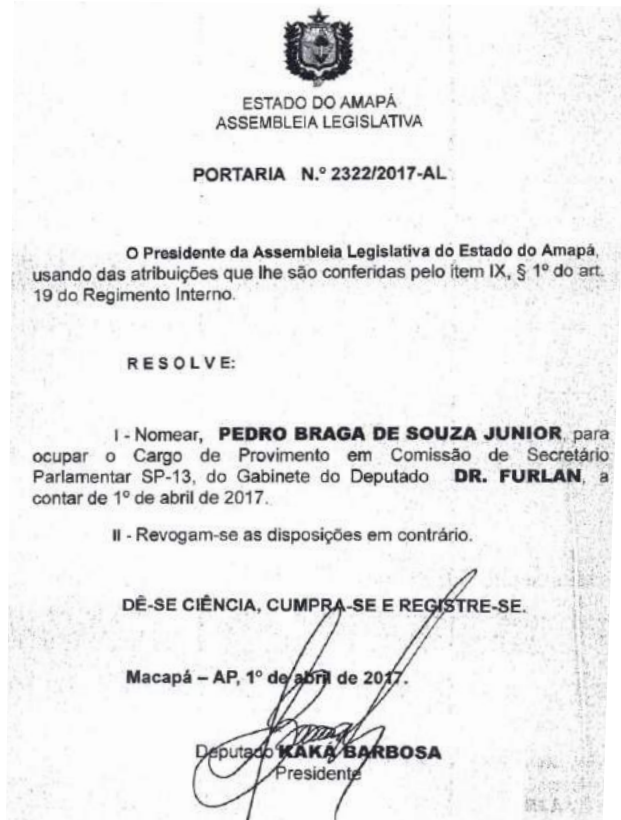 ESTADO DO AMAPÁ
ASSEMBLEIA LEGISLATIVA
PORTARIA N.º 2322/2017-AL
O Presidente da Assembleia Legislativa do Estado do Amapá,
usando das atribuições que lhe são conferidas pelo ítem IX, § 1º do art.
19 do Regimento Interno.
R E S O L V E:
I - Nomear, PEDRO BRAGA DE SOUZA JUNIOR, para
ocupar o Cargo de Provimento em Comissão de Secretário
Parlamentar SP-13, do Gabinete do Deputado DR. FURLAN, a
contar de 1º de abril de 2017.
II - Revogam-se as disposições em contrário.
DÊ-SE CIÊNCIA, CUMPRA-SE E REGISTRE-SE.
Macapá – AP, 1º de abril de 2017.
Deputado KAKÁ BARBOSA
Presidente